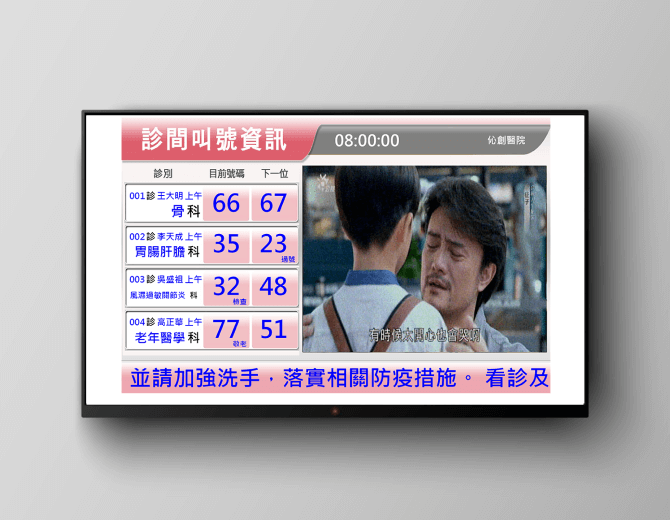 診間叫號資訊
08:00:00
伈創醫院
診別 目前號碼 下一位
001診 王大明 上午
骨 科
66 67
002診 李天成 上午
胃腸肝膽 科
35 23
過號
003診 吳盛祖 上午
風濕過敏關節炎 科
32 48
檢查
004診 高正華 上午
老年醫學 科
77 51
敬老
有時候太開心也會哭啊
並請加強洗手，落實相關防疫措施。 看診及